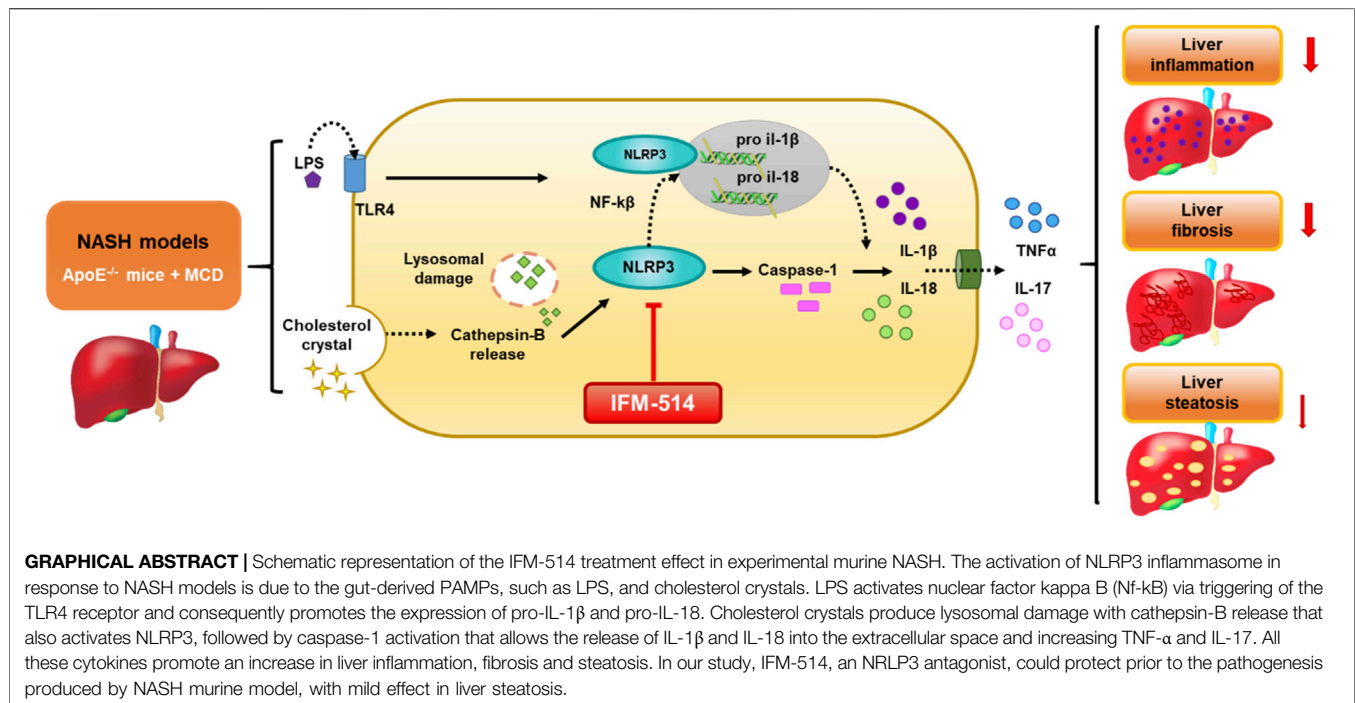 NASH models
ApoE-/- mice + MCD
LPS
TLR4
Cholesterol
crystal
Lysosomal
damage
Cathepsin-B
release
NF-kβ
NLRP3
pro il-1β
pro il-18
NLRP3
IFM-514
Caspase-1
IL-1β
IL-18
TNFα
IL-17
Liver
inflammation
Liver
fibrosis
Liver
steatosis
GRAPHICAL ABSTRACT | Schematic representation of the IFM-514 treatment effect in experimental murine NASH. The activation of NLRP3 inflammasome in
response to NASH models is due to the gut-derived PAMPs, such as LPS, and cholesterol crystals. LPS activates nuclear factor kappa B (Nf-kB) via triggering of the
TLR4 receptor and consequently promotes the expression of pro-IL-1β and pro-IL-18. Cholesterol crystals produce lysosomal damage with cathepsin-B release that
also activates NLRP3, followed by caspase-1 activation that allows the release of IL-1β and IL-18 into the extracellular space and increasing TNF-α and IL-17. All
these cytokines promote an increase in liver inflammation, fibrosis and steatosis. In our study, IFM-514, an NRLP3 antagonist, could protect prior to the pathogenesis
produced by NASH murine model, with mild effect in liver steatosis.